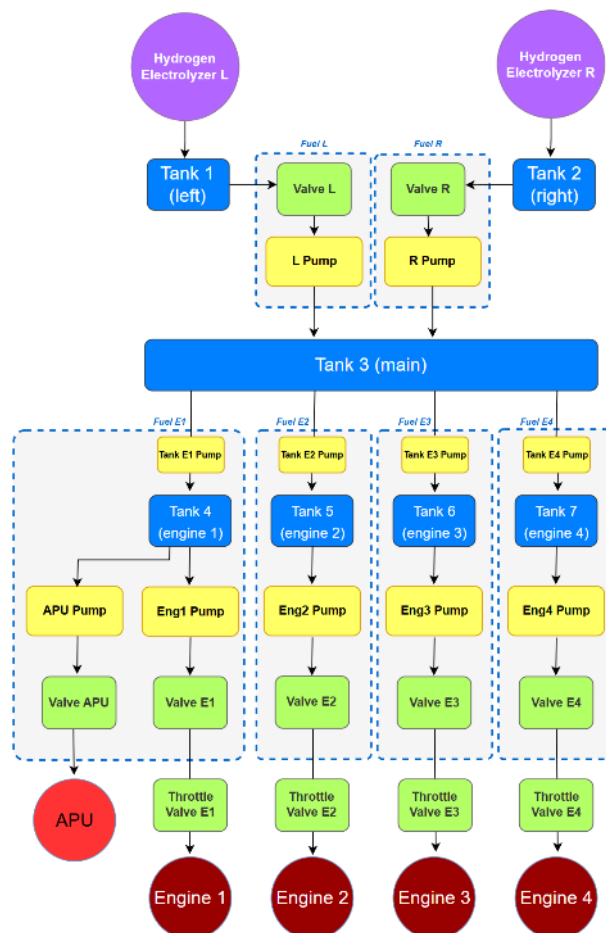 Hydrogen
Electrolyzer L
Hydrogen
Electrolyzer R
Fuel L
Fuel R
Tank 1
(left)
Valve L
Valve R
Tank 2
(right)
L Pump
R Pump
Tank 3 (main)
Fuel E1
Fuel E2
Fuel E3
Fuel E4
Tank E1 Pump
Tank E2 Pump
Tank E3 Pump
Tank E4 Pump
Tank 4
(engine 1)
Tank 5
(engine 2)
Tank 6
(engine 3)
Tank 7
(engine 4)
APU Pump
Eng1 Pump
Eng2 Pump
Eng3 Pump
Eng4 Pump
Valve APU
Valve E1
Valve E2
Valve E3
Valve E4
APU
Throttle
Valve E1
Throttle
Valve E2
Throttle
Valve E3
Throttle
Valve E4
Engine 1
Engine 2
Engine 3
Engine 4